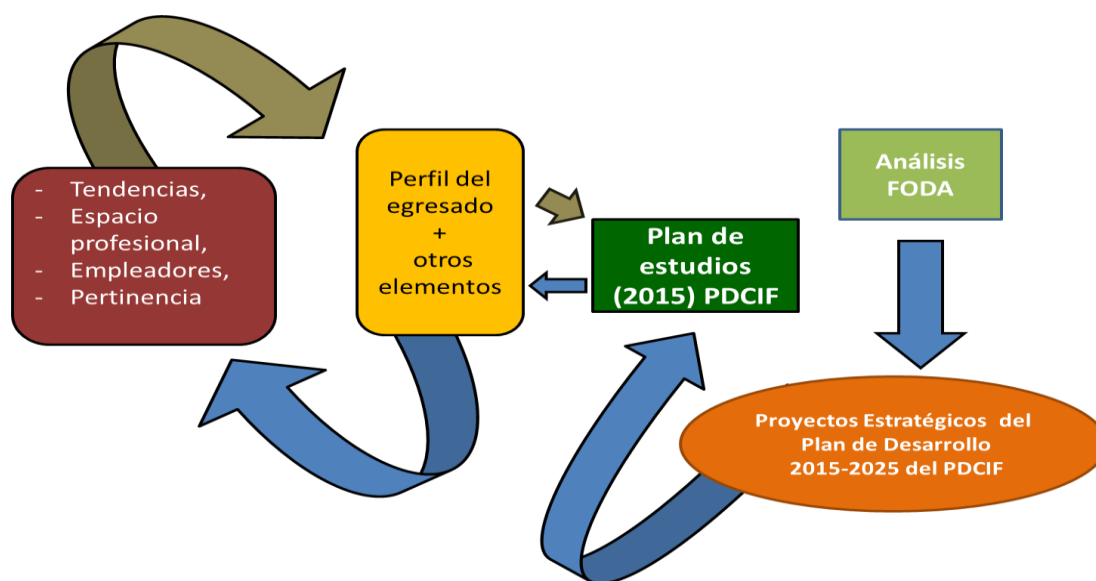 - Tendencias,
- Espacio
profesional,
- Empleadores,
- Pertinencia
Perfil del
egresado
+
otros
elementos
Plan de
estudios
(2015) PDCIF
Análisis
FODA
Proyectos Estratégicos del
Plan de Desarrollo
2015-2025 del PDCIF